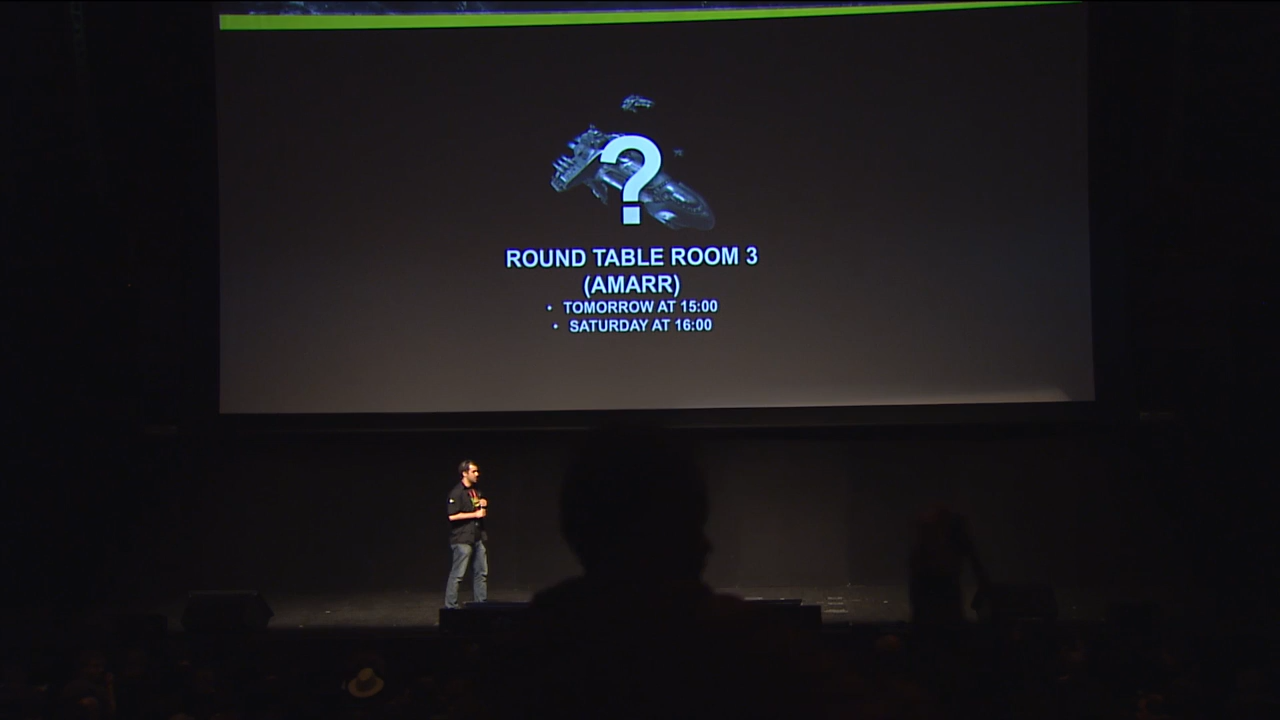 ?
ROUND TABLE ROOM 3
(AMARR)
• TOMORROW AT 15:00
• SATURDAY AT 16:00